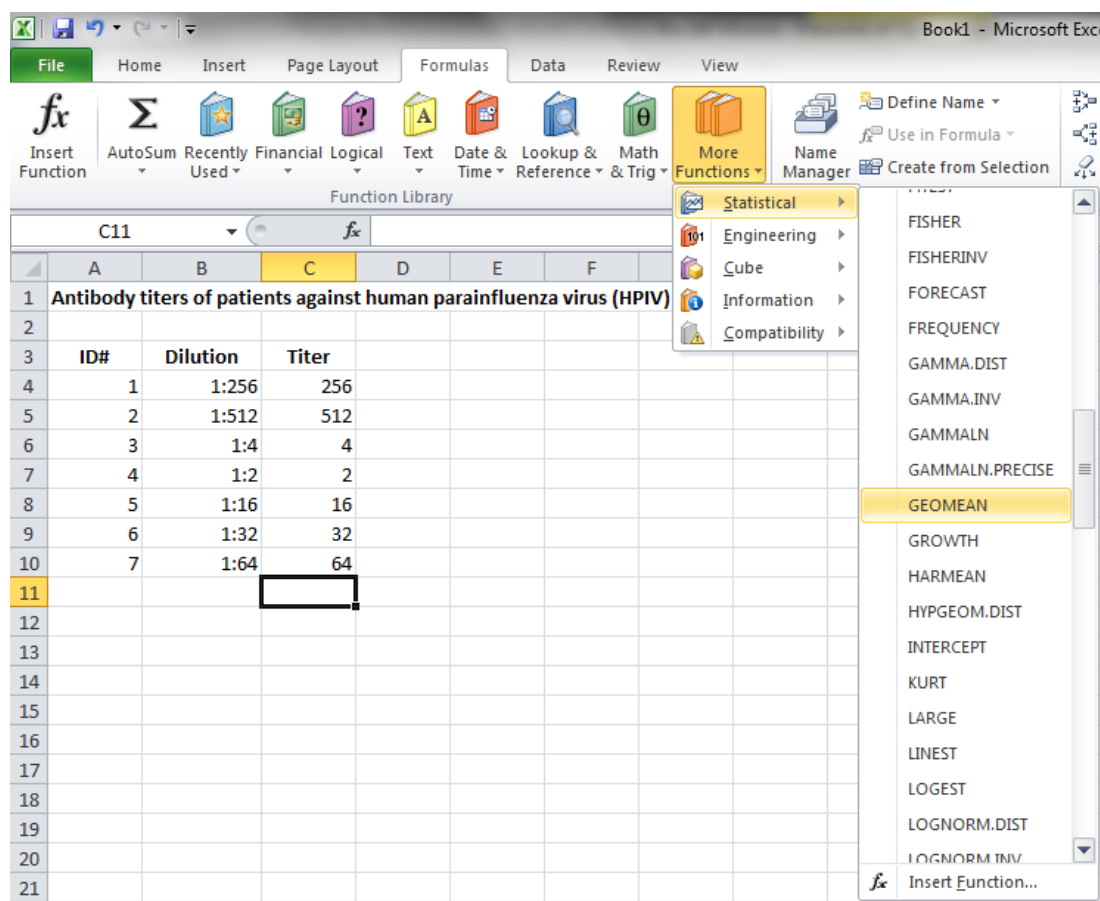 Book1 - Microsoft Exc
File Home Insert Page Layout Formulas Data Review View
fx Σ ? A θ
Insert Function
AutoSum
Recently Used
Financial
Logical
Text
Date & Time
Lookup & Reference
Math & Trig
More Functions
Name Manager
Define Name
Use in Formula
Create from Selection
Function Library
Statistical
Engineering
Cube
Information
Compatibility
C11 fx
A B C D E F
1 Antibody titers of patients against human parainfluenza virus (HPIV)
2
3 ID# Dilution Titer
4 1 1:256 256
5 2 1:512 512
6 3 1:4 4
7 4 1:2 2
8 5 1:16 16
9 6 1:32 32
10 7 1:64 64
11
12
13
14
15
16
17
18
19
20
21
FISHER
FISHERINV
FORECAST
FREQUENCY
GAMMA.DIST
GAMMA.INV
GAMMALN
GAMMALN.PRECISE
GEOMEAN
GROWTH
HARMEAN
HYPGEOM.DIST
INTERCEPT
KURT
LARGE
LINEST
LOGEST
LOGNORM.DIST
LOGNORM.INV
fx Insert Function...